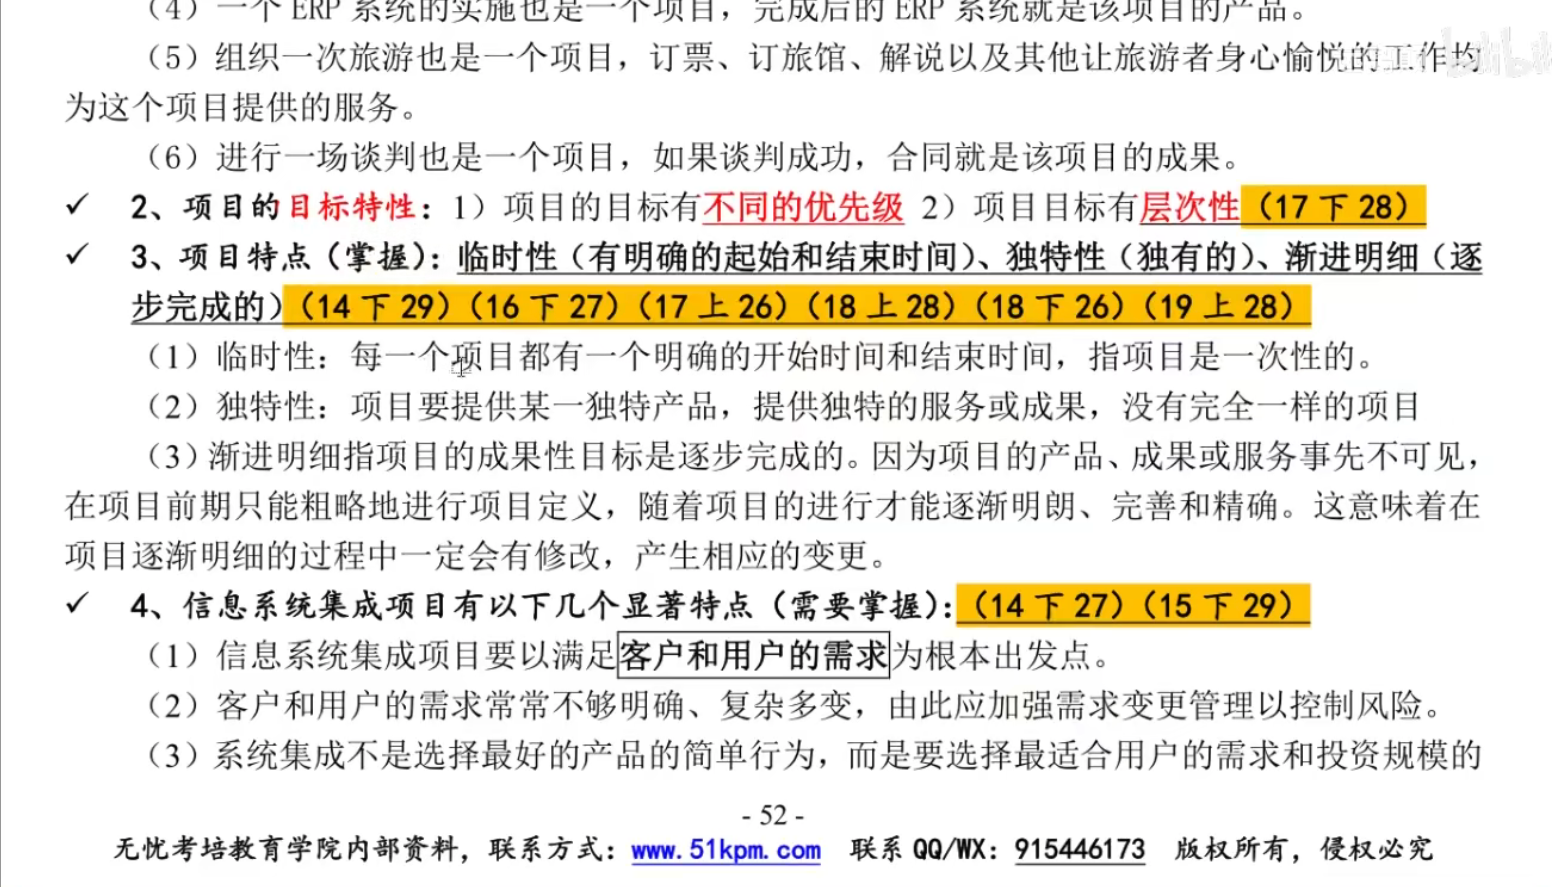 （4）一个 ERP 系统的实施也是一个项目，完成后的 ERP 系统就是该项目的产品。
（5）组织一次旅游也是一个项目，订票、订旅馆、解说以及其他让旅游者身心愉悦的工作均
为这个项目提供的服务。
（6）进行一场谈判也是一个项目，如果谈判成功，合同就是该项目的成果。
✓ 2、项目的目标特性：1）项目的目标有不同的优先级 2）项目目标有层次性（17 下 28）
✓ 3、项目特点（掌握）：临时性（有明确的起始和结束时间）、独特性（独有的）、渐进明细（逐
步完成的）（14 下 29）（16 下 27）（17 上 26）（18 上 28）（18 下 26）（19 上 28）
（1）临时性：每一个项目都有一个明确的开始时间和结束时间，指项目是一次性的。
（2）独特性：项目要提供某一独特产品，提供独特的服务或成果，没有完全一样的项目
（3）渐进明细指项目的成果性目标是逐步完成的。因为项目的产品、成果或服务事先不可见，
在项目前期只能粗略地进行项目定义，随着项目的进行才能逐渐明朗、完善和精确。这意味着在
项目逐渐明细的过程中一定会有修改，产生相应的变更。
✓ 4、信息系统集成项目有以下几个显著特点（需要掌握）：（14 下 27）（15 下 29）
（1）信息系统集成项目要以满足客户和用户的需求为根本出发点。
（2）客户和用户的需求常常不够明确、复杂多变，由此应加强需求变更管理以控制风险。
（3）系统集成不是选择最好的产品的简单行为，而是要选择最适合用户的需求和投资规模的
- 52 -
无忧考培教育学院内部资料，联系方式：www.51kpm.com 联系 QQ/WX：915446173 版权所有，侵权必究